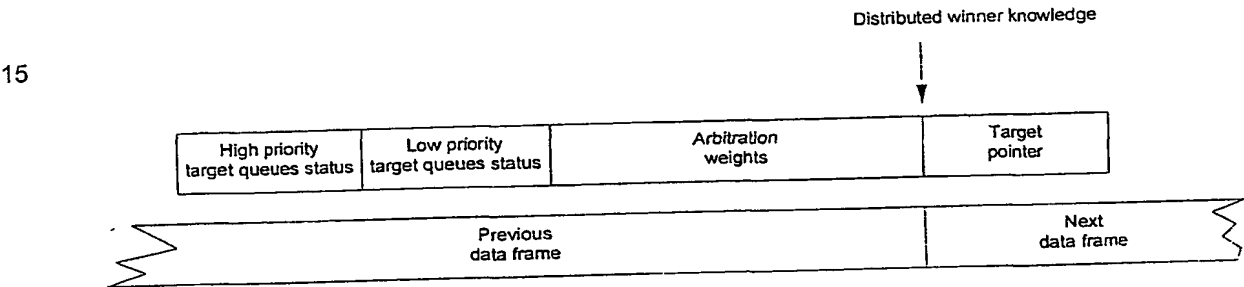 Distributed winner knowledge
15
High priority
target queues status
Low priority
target queues status
Arbitration
weights
Target
pointer
Previous
data frame
Next
data frame